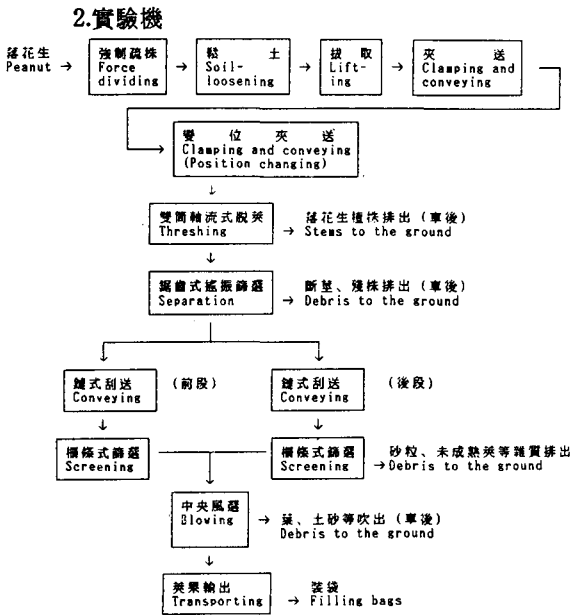 2.實驗機
落花生
Peanut →
強制疏株
Force
dividing
→
鬆 土
Soil-
loosening
→
拔 取
Lift-
ing
→
夾 送
Clamping and
conveying
變 位 夾 送
Clamping and conveying
(Position changing)
↓
雙筒軸流式脫莢
Threshing
→
落花生植株排出 (車後)
Stems to the ground
↓
鋸齒式搖振篩選
Separation
→
斷莖、殘株排出 (車後)
Debris to the ground
鏈式刮送
Conveying
(前段)
鏈式刮送
Conveying
(後段)
↓ ↓
欄條式篩選
Screening
欄條式篩選
Screening
砂粒、未成熟莢等雜質排出
→Debris to the ground
中央風選
Blowing
→
葉、土砂等吹出 (車後)
Debris to the ground
↓
莢果輸出
Transporting
→
裝袋
Filling bags